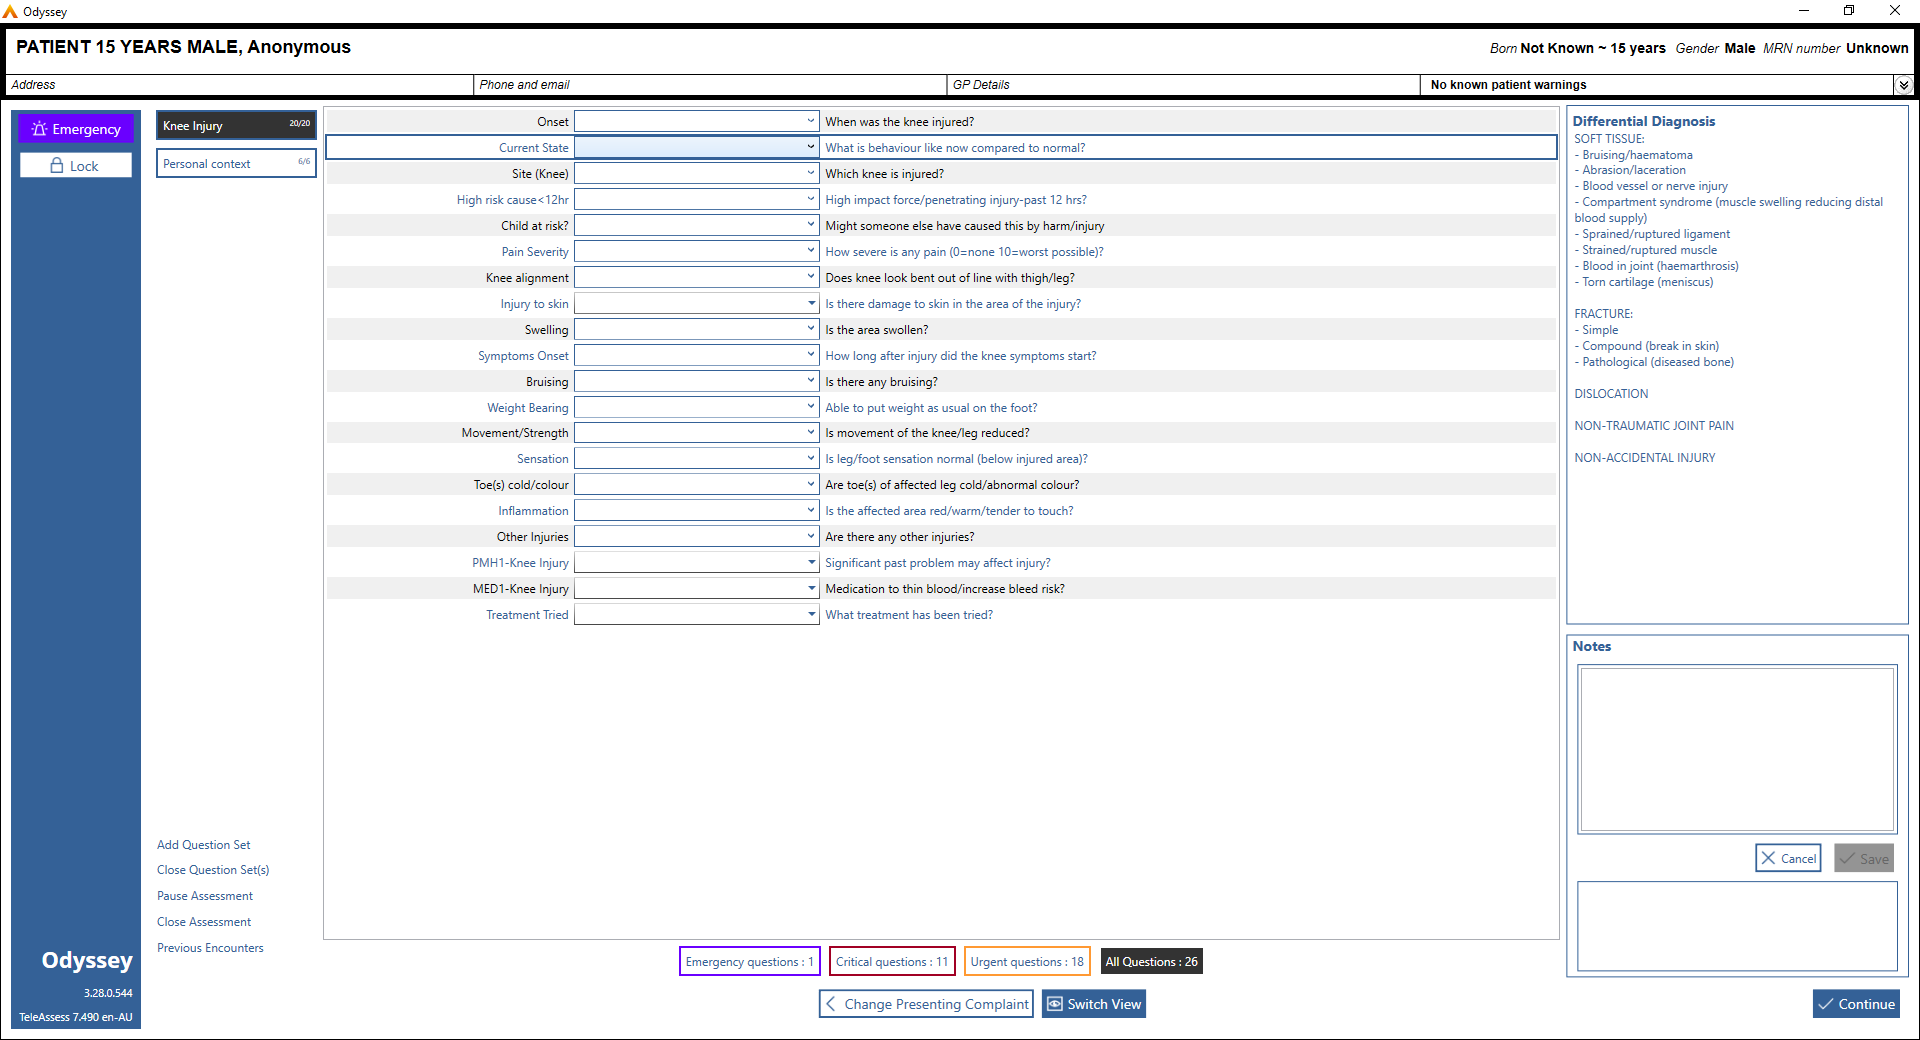 Odyssey
PATIENT 15 YEARS MALE, Anonymous
Born Not Known ~ 15 years Gender Male MRN number Unknown
Address
Phone and email
GP Details
No known patient warnings
Emergency
Lock
Knee Injury 20/20
Personal context 6/6
Onset When was the knee injured?
Current State What is behaviour like now compared to normal?
Site (Knee) Which knee is injured?
High risk cause<12hr High impact force/penetrating injury-past 12 hrs?
Child at risk? Might someone else have caused this by harm/injury
Pain Severity How severe is any pain (0=none 10=worst possible)?
Knee alignment Does knee look bent out of line with thigh/leg?
Injury to skin Is there damage to skin in the area of the injury?
Swelling Is the area swollen?
Symptoms Onset How long after injury did the knee symptoms start?
Bruising Is there any bruising?
Weight Bearing Able to put weight as usual on the foot?
Movement/Strength Is movement of the knee/leg reduced?
Sensation Is leg/foot sensation normal (below injured area)?
Toe(s) cold/colour Are toe(s) of affected leg cold/abnormal colour?
Inflammation Is the affected area red/warm/tender to touch?
Other Injuries Are there any other injuries?
PMH1-Knee Injury Significant past problem may affect injury?
MED1-Knee Injury Medication to thin blood/increase bleed risk?
Treatment Tried What treatment has been tried?
Differential Diagnosis
SOFT TISSUE:
- Bruising/haematoma
- Abrasion/laceration
- Blood vessel or nerve injury
- Compartment syndrome (muscle swelling reducing distal
blood supply)
- Sprained/ruptured ligament
- Strained/ruptured muscle
- Blood in joint (haemarthrosis)
- Torn cartilage (meniscus)
FRACTURE:
- Simple
- Compound (break in skin)
- Pathological (diseased bone)
DISLOCATION
NON-TRAUMATIC JOINT PAIN
NON-ACCIDENTAL INJURY
Notes
Cancel
Save
Add Question Set
Close Question Set(s)
Pause Assessment
Close Assessment
Previous Encounters
Odyssey
3.28.0.544
TeleAssess 7.490 en-AU
Emergency questions : 1
Critical questions : 11
Urgent questions : 18
All Questions : 26
Change Presenting Complaint
Switch View
Continue